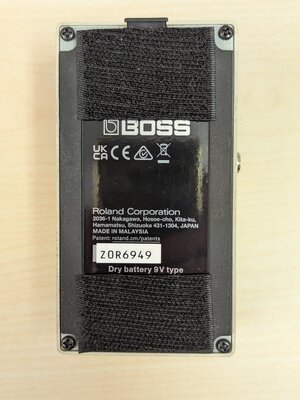 BOSS
UK
CA CE
Roland Corporation
2036-1 Nakagawa, Hosoe-cho, Kita-ku,
Hamamatsu, Shizuoka 431-1304, JAPAN
MADE IN MALAYSIA
Patent: roland.cm/patents
Z0R6949
Dry battery 9V type